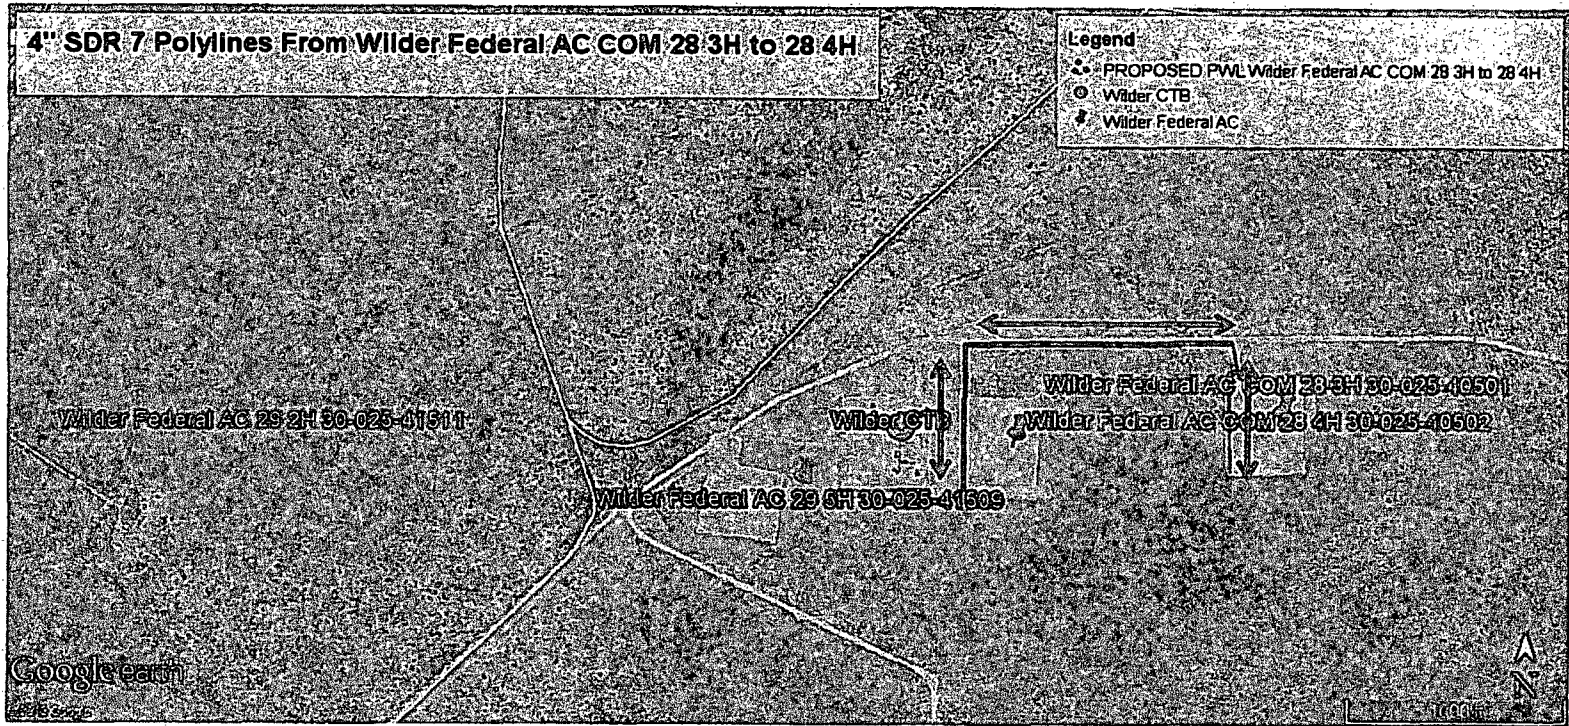 4" SDR 7 Polylines From Wilder Federal AC COM 28 3H to 28 4H
Legend
PROPOSED PWL Wilder Federal AC COM 28 3H to 28 4H
Wilder CTB
Wilder Federal AC
Wilder Federal AC COM 28 3H 30-025-40501
Wilder Federal AC 29 2H 30-025-41511
Wilder CTB
Wilder Federal AC COM 28 4H 30-025-40502
Wilder Federal AC 29 5H 30-025-41509
Google earth
N
1000 ft